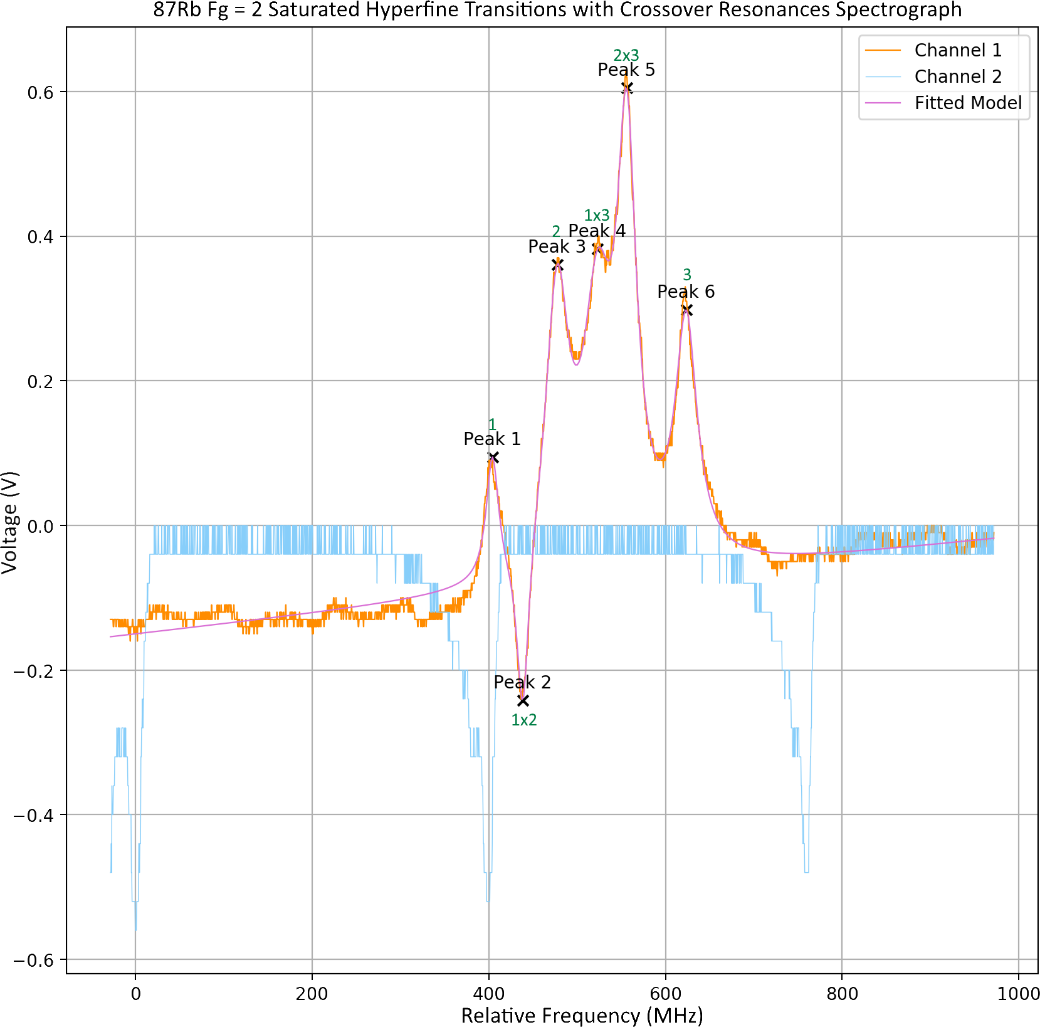 87Rb Fg = 2 Saturated Hyperfine Transitions with Crossover Resonances Spectrograph
Channel 1
Channel 2
Fitted Model
2x3
Peak 5
1x3
Peak 4
2
Peak 3
3
Peak 6
1
Peak 1
Peak 2
1x2
0.6
0.4
0.2
0.0
−0.2
−0.4
−0.6
Voltage (V)
0
200
400
600
800
1000
Relative Frequency (MHz)